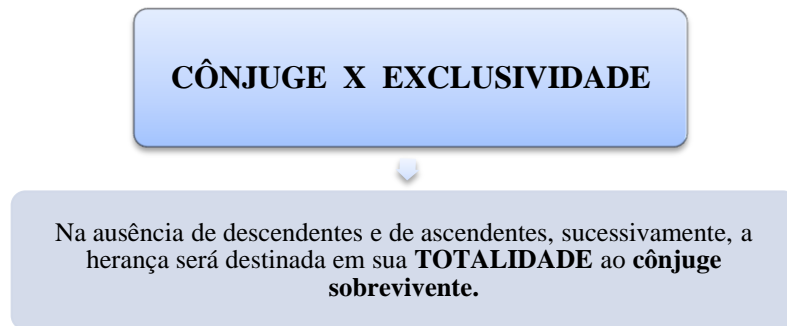 CÔNJUGE X EXCLUSIVIDADE
Na ausência de descendentes e de ascendentes, sucessivamente, a
herança será destinada em sua TOTALIDADE ao cônjuge
sobrevivente.